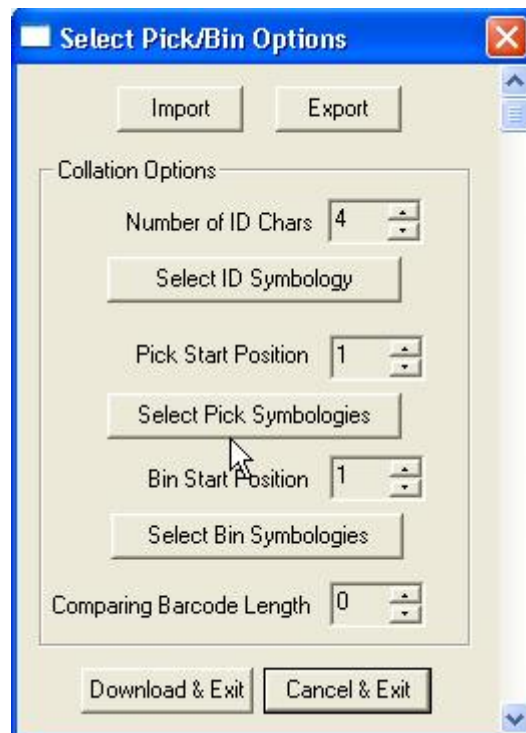 Select Pick/Bin Options
Import Export
Collation Options
Number of ID Chars 4
Select ID Symbology
Pick Start Position 1
Select Pick Symbologies
Bin Start Position 1
Select Bin Symbologies
Comparing Barcode Length 0
Download & Exit Cancel & Exit